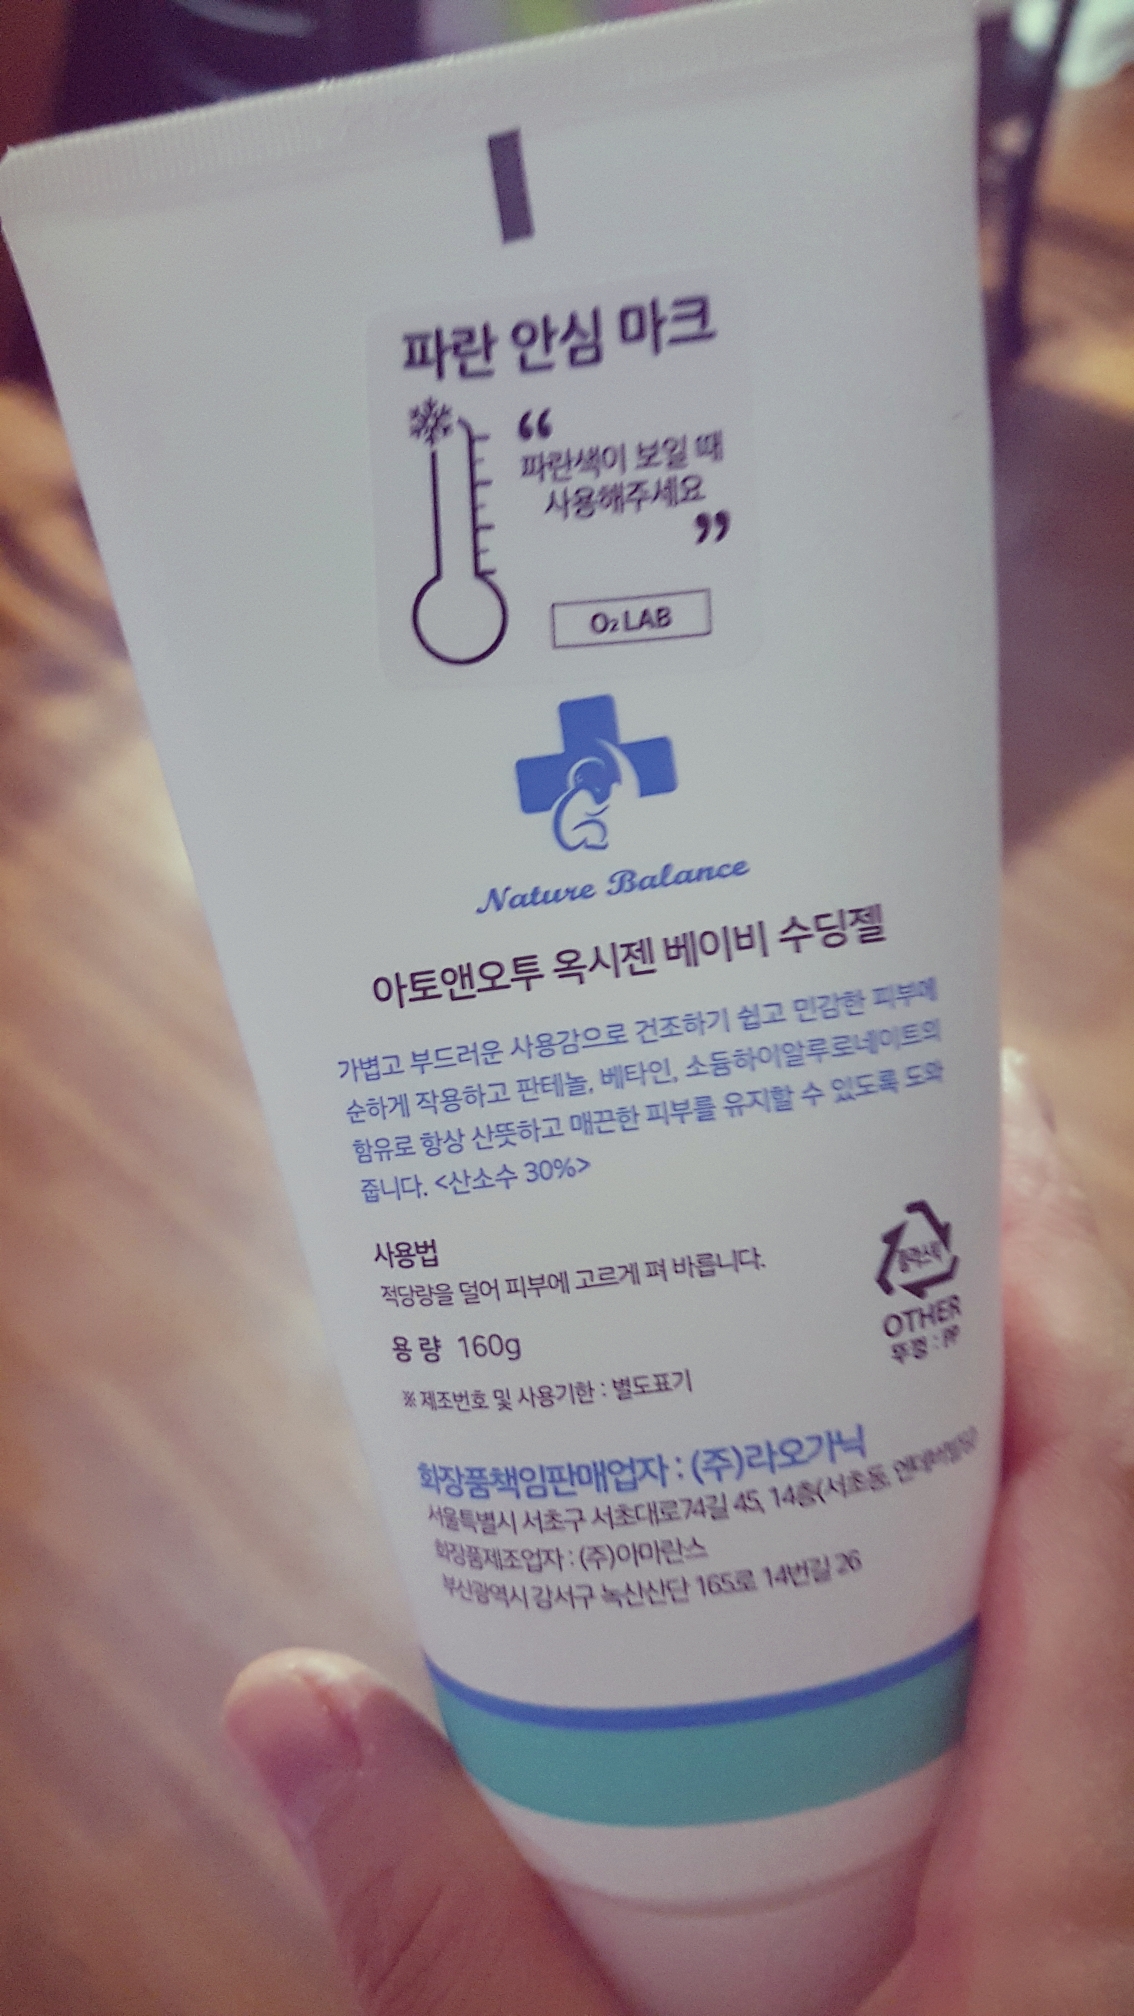 파란 안심 마크
“
파란색이 보일 때
사용해주세요
”
O₂ LAB
Nature Balance
아토앤오투 옥시젠 베이비 수딩젤
가볍고 부드러운 사용감으로 건조하기 쉽고 민감한 피부에
순하게 작용하고 판테놀, 베타인, 소듐하이알루로네이트의
함유로 항상 산뜻하고 매끈한 피부를 유지할 수 있도록 도와
줍니다. <산소수 30%>
사용법
적당량을 덜어 피부에 고르게 펴 바릅니다.
용 량 160g
※ 제조번호 및 사용기한 : 별도표기
플라스틱
OTHER
뚜껑 : PP
화장품책임판매업자 : (주)라오가닉
서울특별시 서초구 서초대로74길 45, 14층(서초동,
화장품제조업자 : (주)아마란스
부산광역시 강서구 녹산산단 165로 14번길 26